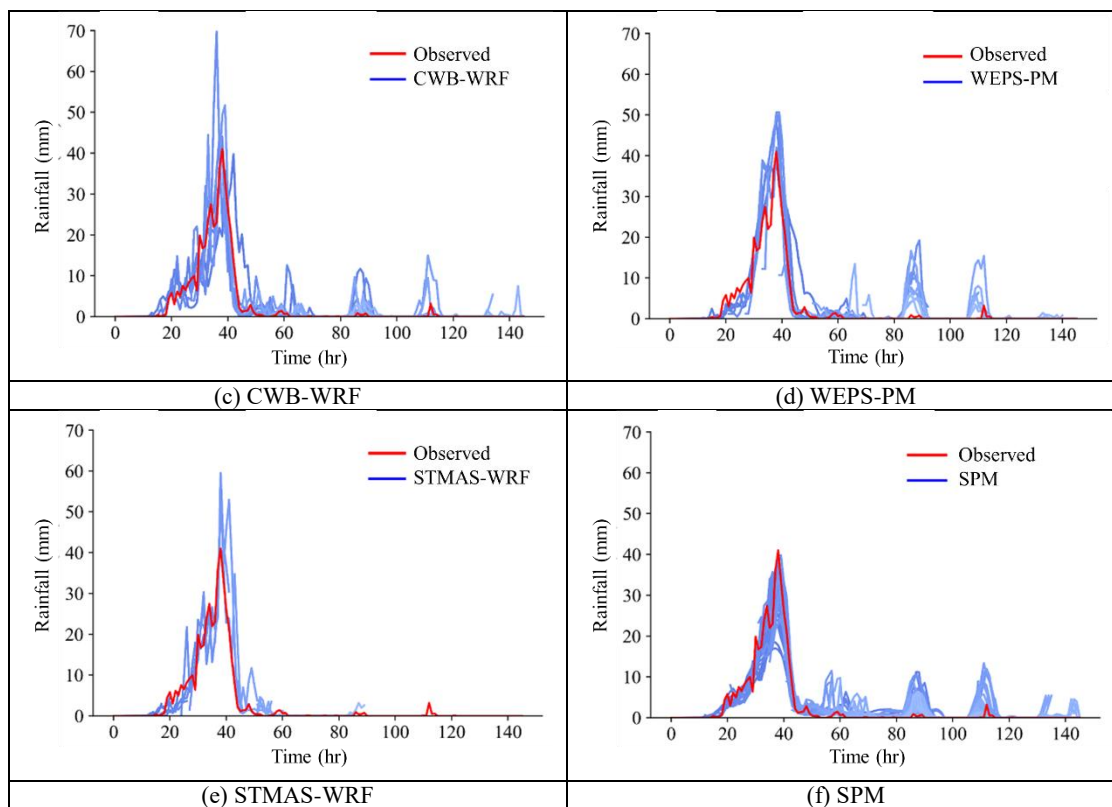 70
60
50
40
30
20
10
0
Rainfall (mm)
Observed
CWB-WRF
0 20 40 60 80 100 120 140
Time (hr)
(c) CWB-WRF
70
60
50
40
30
20
10
0
Rainfall (mm)
Observed
WEPS-PM
0 20 40 60 80 100 120 140
Time (hr)
(d) WEPS-PM
70
60
50
40
30
20
10
0
Rainfall (mm)
Observed
STMAS-WRF
0 20 40 60 80 100 120 140
Time (hr)
(e) STMAS-WRF
70
60
50
40
30
20
10
0
Rainfall (mm)
Observed
SPM
0 20 40 60 80 100 120 140
Time (hr)
(f) SPM